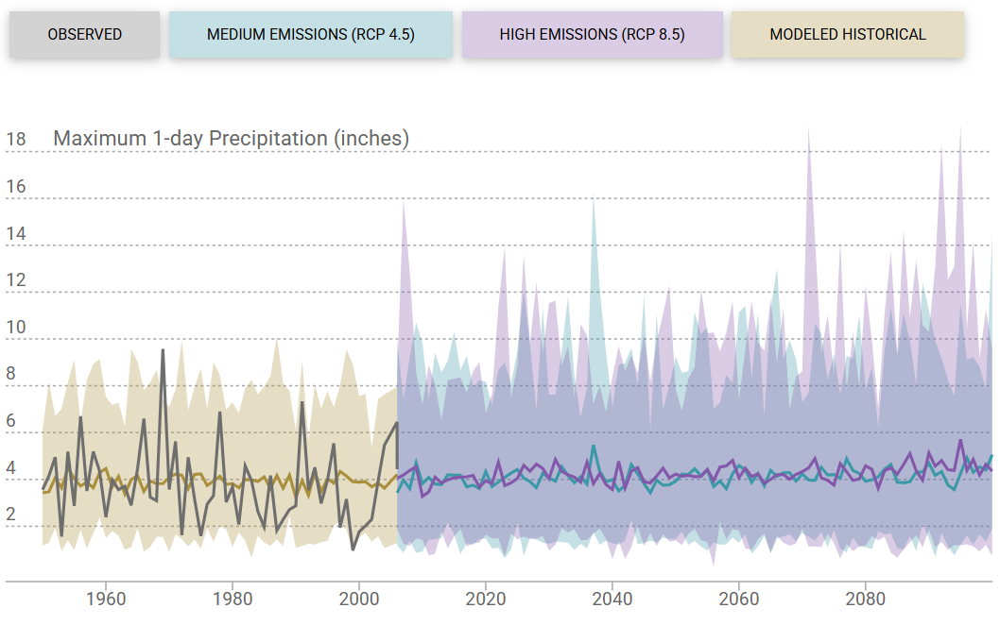 OBSERVED MEDIUM EMISSIONS (RCP 4.5) HIGH EMISSIONS (RCP 8.5) MODELED HISTORICAL
18 Maximum 1-day Precipitation (inches)
16
14
12
10
8
6
4
2
1960 1980 2000 2020 2040 2060 2080